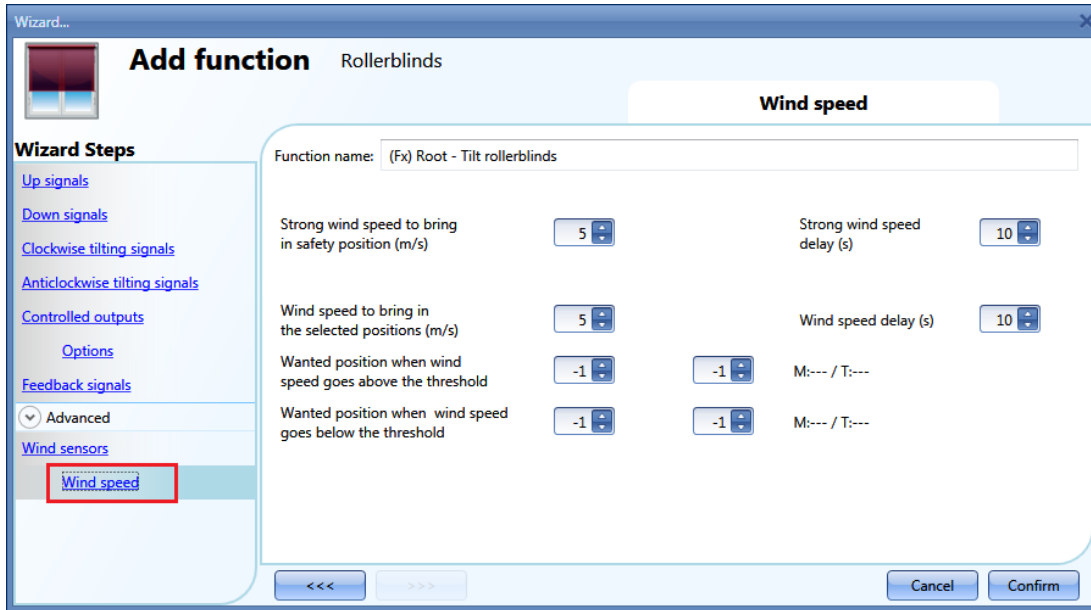 Wizard...
Add function Rollerblinds
Wind speed
Wizard Steps
Up signals
Down signals
Clockwise tilting signals
Anticlockwise tilting signals
Controlled outputs
Options
Feedback signals
Advanced
Wind sensors
Wind speed
Function name: (Fx) Root - Tilt rollerblinds
Strong wind speed to bring
in safety position (m/s)
5
Strong wind speed
delay (s)
10
Wind speed to bring in
the selected positions (m/s)
5
Wind speed delay (s)
10
Wanted position when wind
speed goes above the threshold
-1 -1 M:--- / T:---
Wanted position when wind speed
goes below the threshold
-1 -1 M:--- / T:---
<<< >>> Cancel Confirm